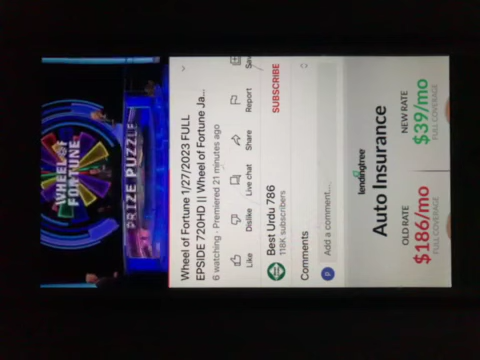 WHEEL OF
FORTUNE
PRIZE PUZZLE
Wheel of Fortune 1/27/2023 FULL
EPSIDE 720HD || Wheel of Fortune Ja...
6 watching · Premiered 21 minutes ago
Like
Dislike
Live chat
Share
Report
Best Urdu 786
118K subscribers
SUBSCRIBE
Comments
P
Add a comment...
lendingtree
Auto Insurance
OLD RATE
$186/mo
FULL COVERAGE
NEW RATE
$39/mo
FULL COVERAGE